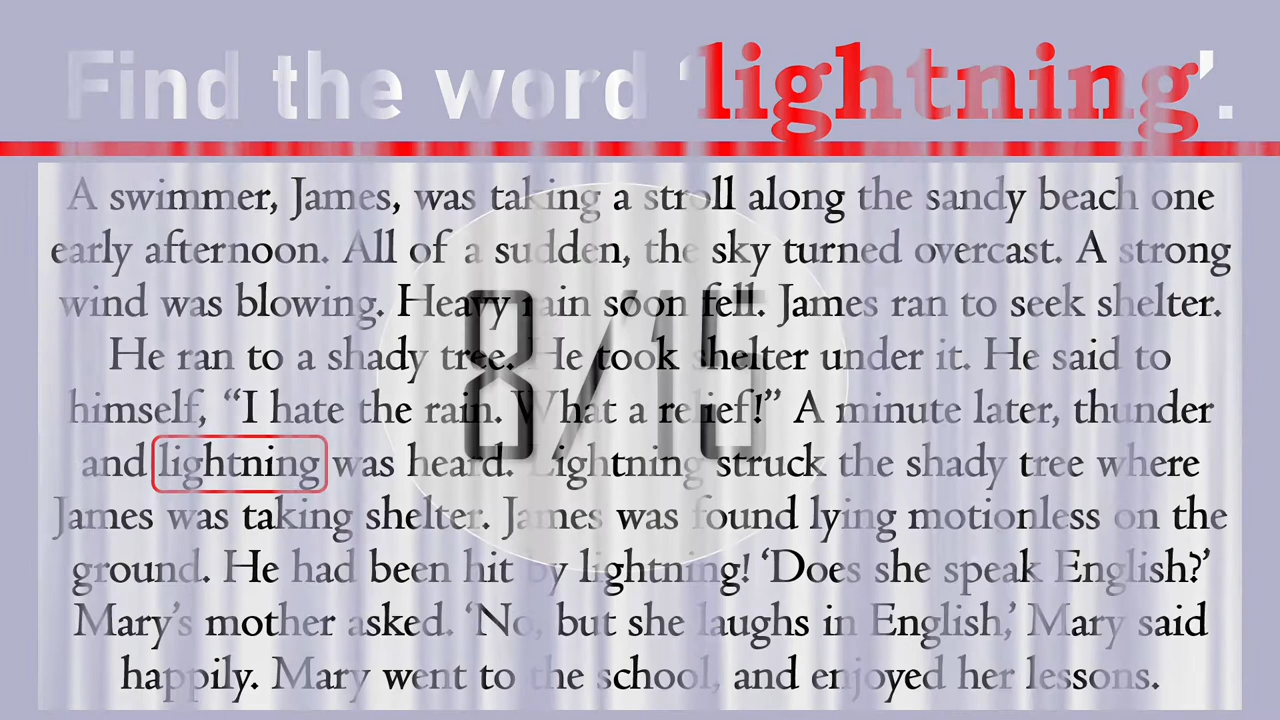 Find the word ‘lightning’.
A swimmer, James, was taking a stroll along the sandy beach one
early afternoon. All of a sudden, the sky turned overcast. A strong
wind was blowing. Heavy rain soon fell. James ran to seek shelter.
He ran to a shady tree. He took shelter under it. He said to
himself, “I hate the rain. What a relief!” A minute later, thunder
and lightning was heard. Lightning struck the shady tree where
James was taking shelter. James was found lying motionless on the
ground. He had been hit by lightning! ‘Does she speak English?’
Mary’s mother asked. ‘No, but she laughs in English,’ Mary said
happily. Mary went to the school, and enjoyed her lessons.
8/15